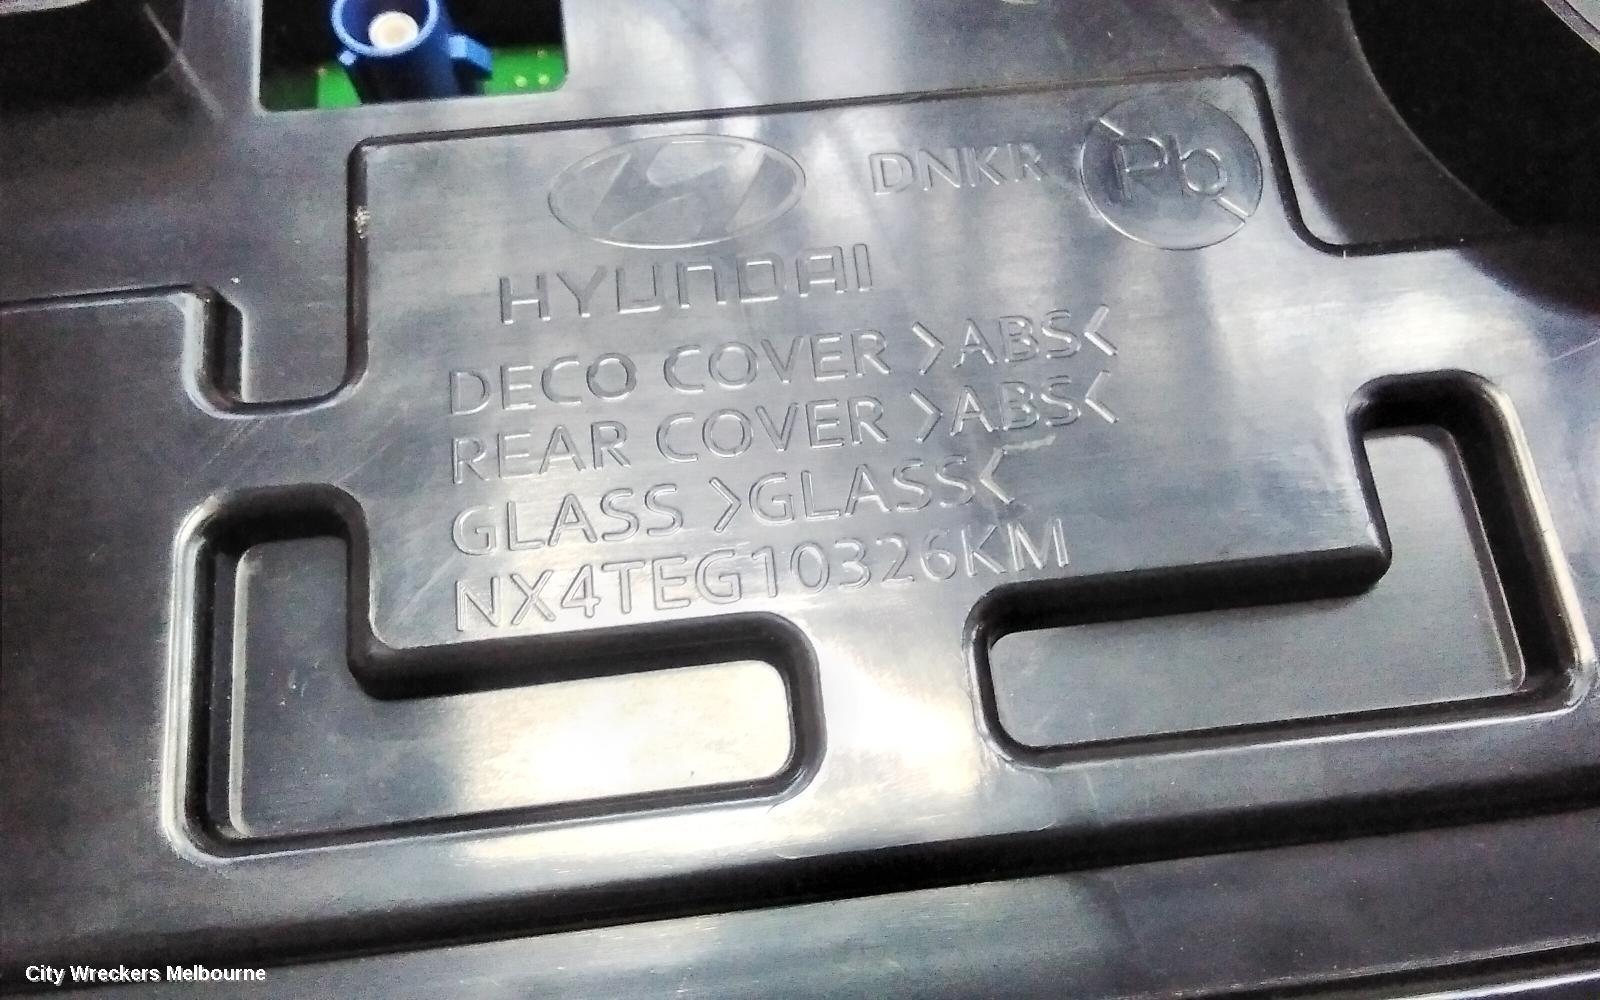 DNKR Pb
HYUNDAI
DECO COVER >ABS<
REAR COVER >ABS<
GLASS >GLASS<
NX4TEG10326KM
City Wreckers Melbourne